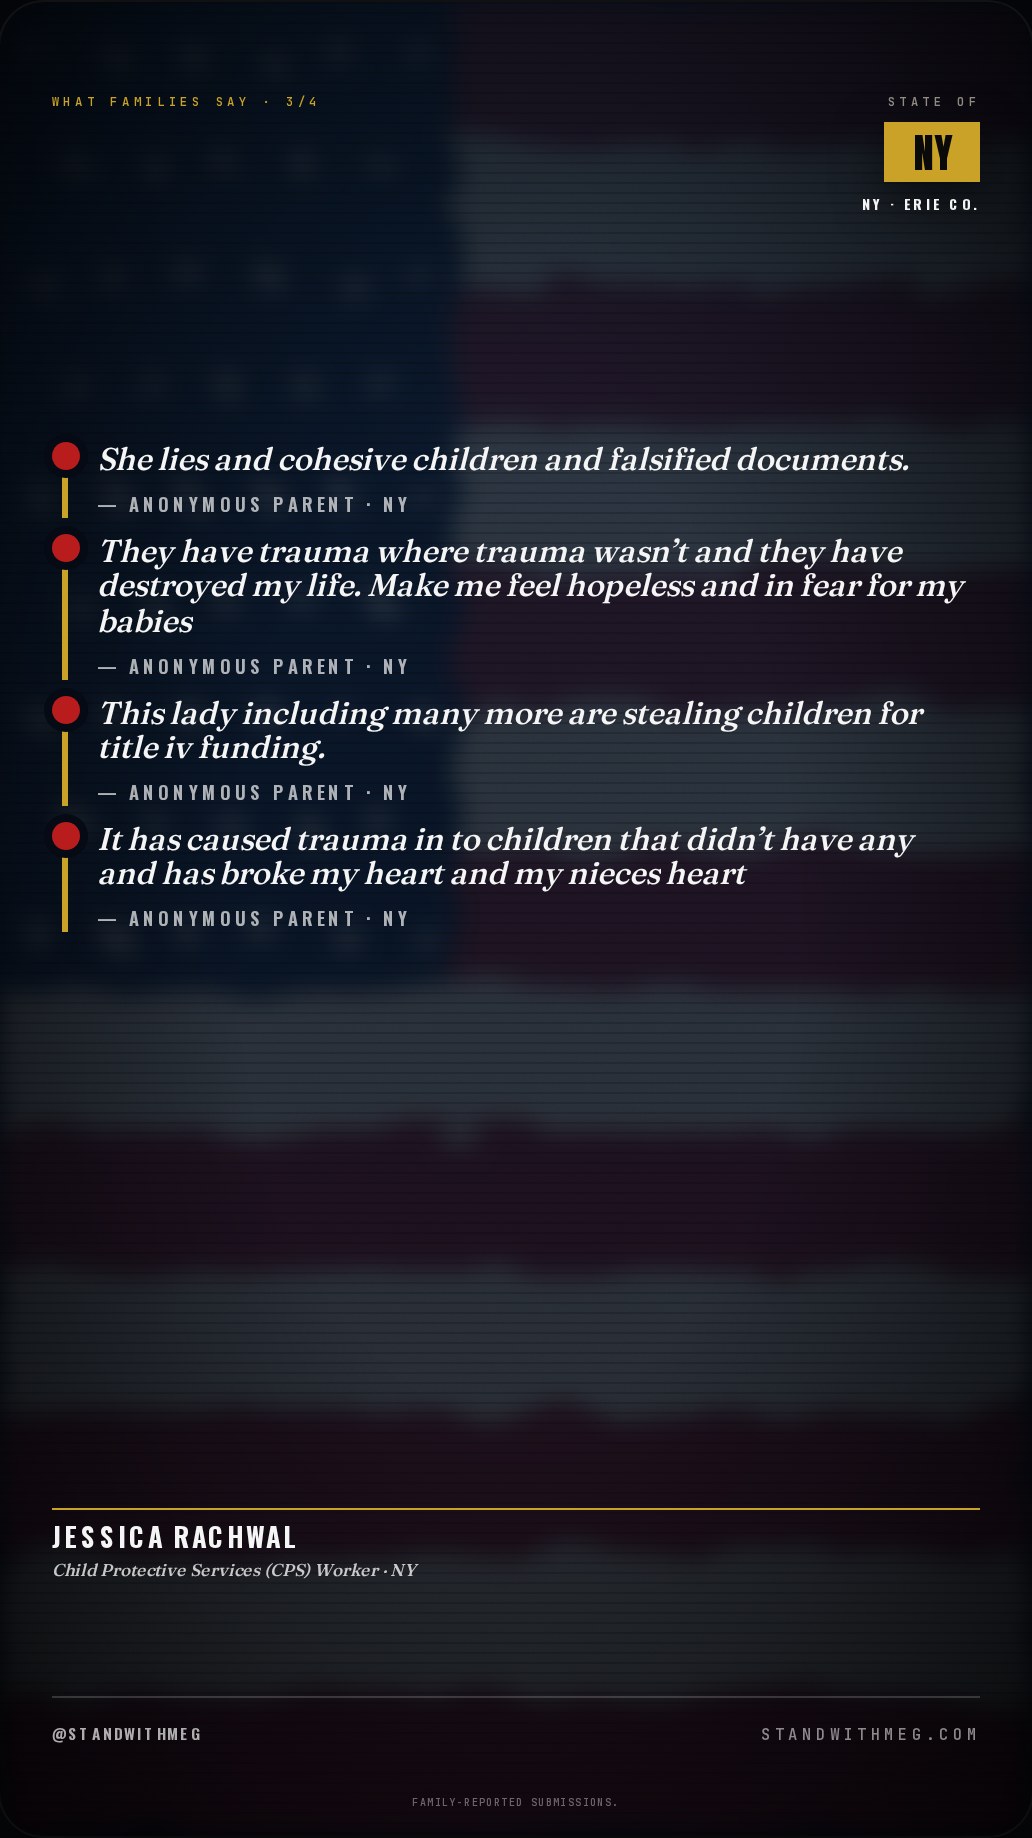 WHAT FAMILIES SAY · 3/4
STATE OF
NY
NY · ERIE CO.
She lies and cohesive children and falsified documents.
— ANONYMOUS PARENT · NY
They have trauma where trauma wasn’t and they have
destroyed my life. Make me feel hopeless and in fear for my
babies
— ANONYMOUS PARENT · NY
This lady including many more are stealing children for
title iv funding.
— ANONYMOUS PARENT · NY
It has caused trauma in to children that didn’t have any
and has broke my heart and my nieces heart
— ANONYMOUS PARENT · NY
JESSICA RACHWAL
Child Protective Services (CPS) Worker · NY
@STANDWITHMEG
STANDWITHMEG.COM
FAMILY-REPORTED SUBMISSIONS.